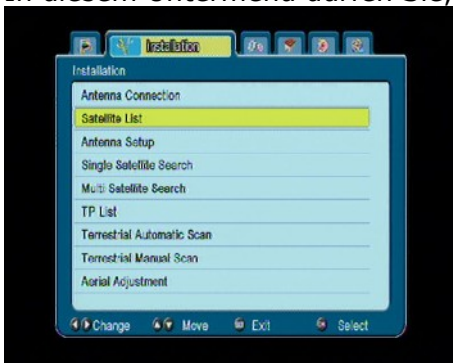 In diesem Untermenü dürfen Sie,
Installation
Installation
Antenna Connection
Satellite List
Antenna Setup
Single Satellite Search
Multi Satellite Search
TP List
Terrestrial Automatic Scan
Terrestrial Manual Scan
Aerial Adjustment
Change Move Exit Select